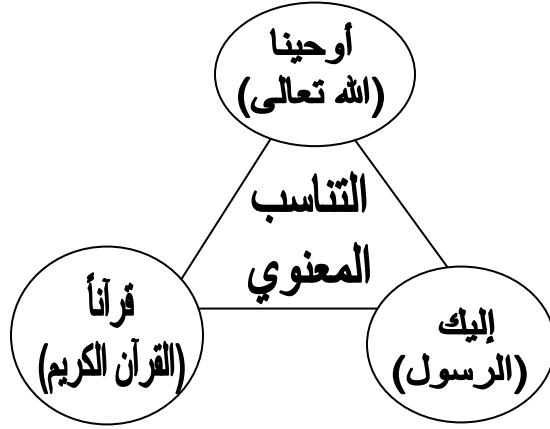 أوحينا
(الله تعالى)
التناسب
المعنوي
إليك
(الرسول)
قرآناً
(القرآن الكريم)